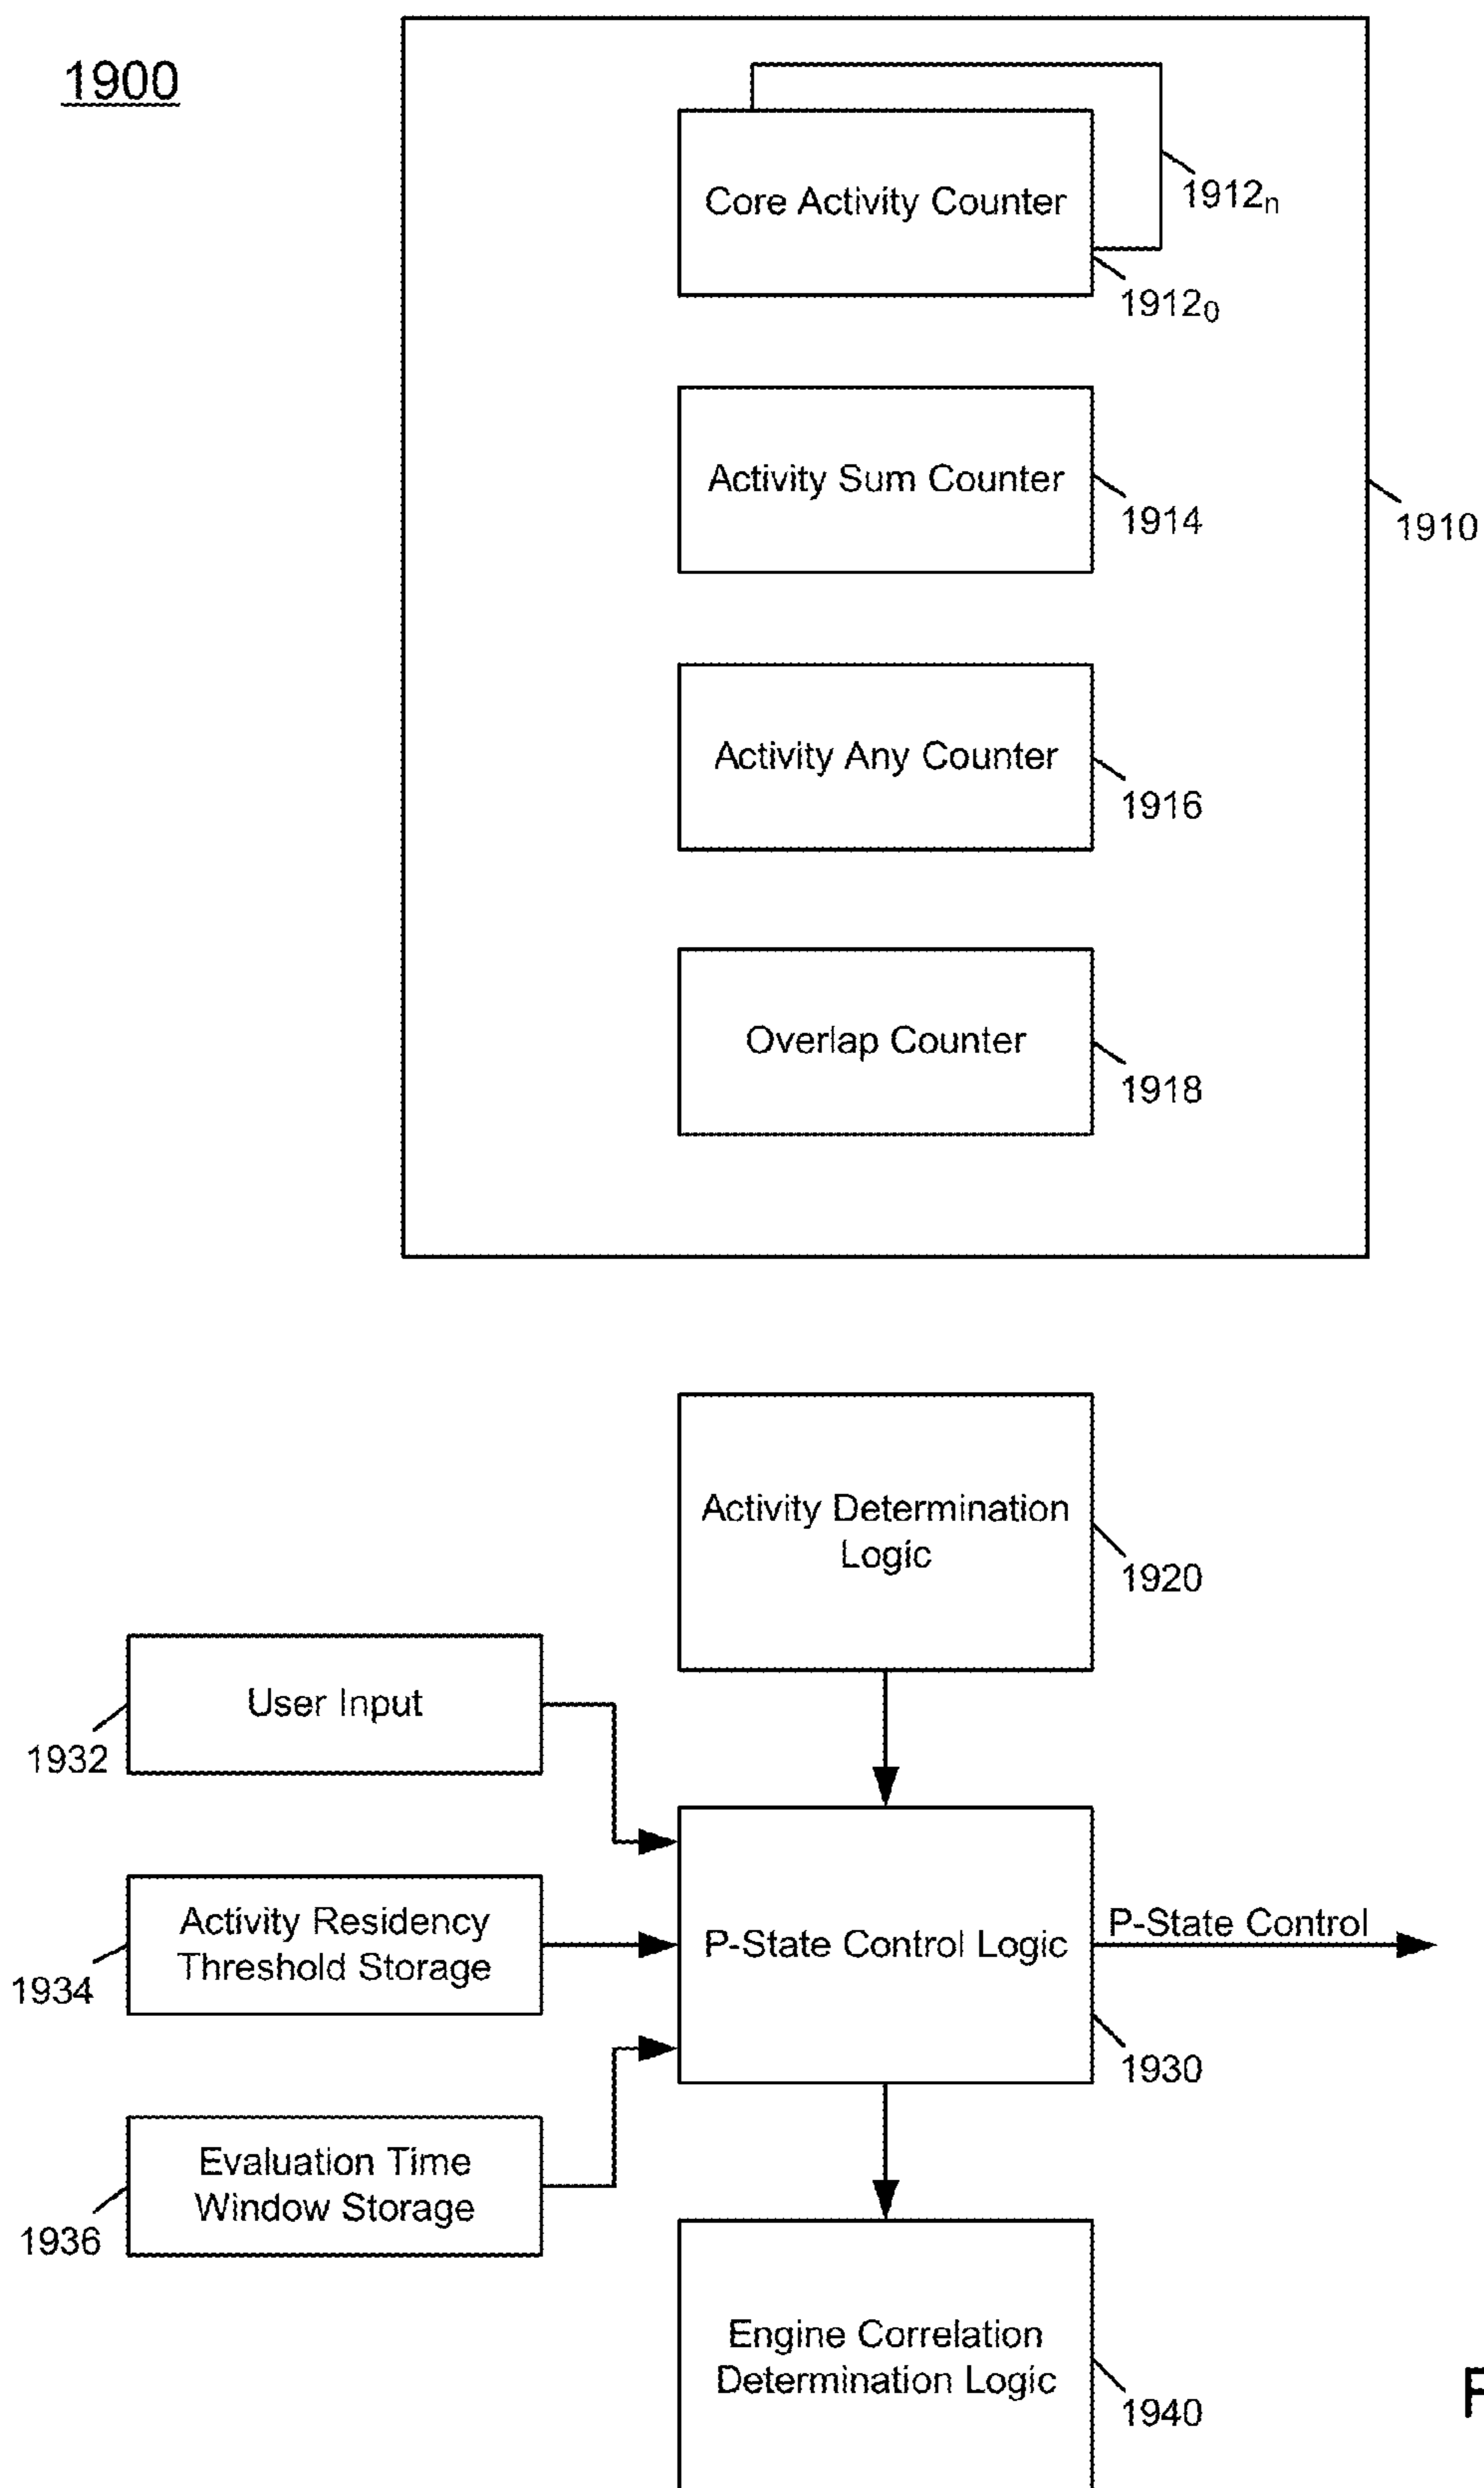 1900
Core Activity Counter
1912n
19120
Activity Sum Counter
1914
1910
Activity Any Counter
1916
Overlap Counter
1918
Activity Determination
Logic
1920
User Input
1932
Activity Residency
Threshold Storage
1934
P-State Control Logic
P-State Control
1930
Evaluation Time
Window Storage
1936
Engine Correlation
Determination Logic
1940